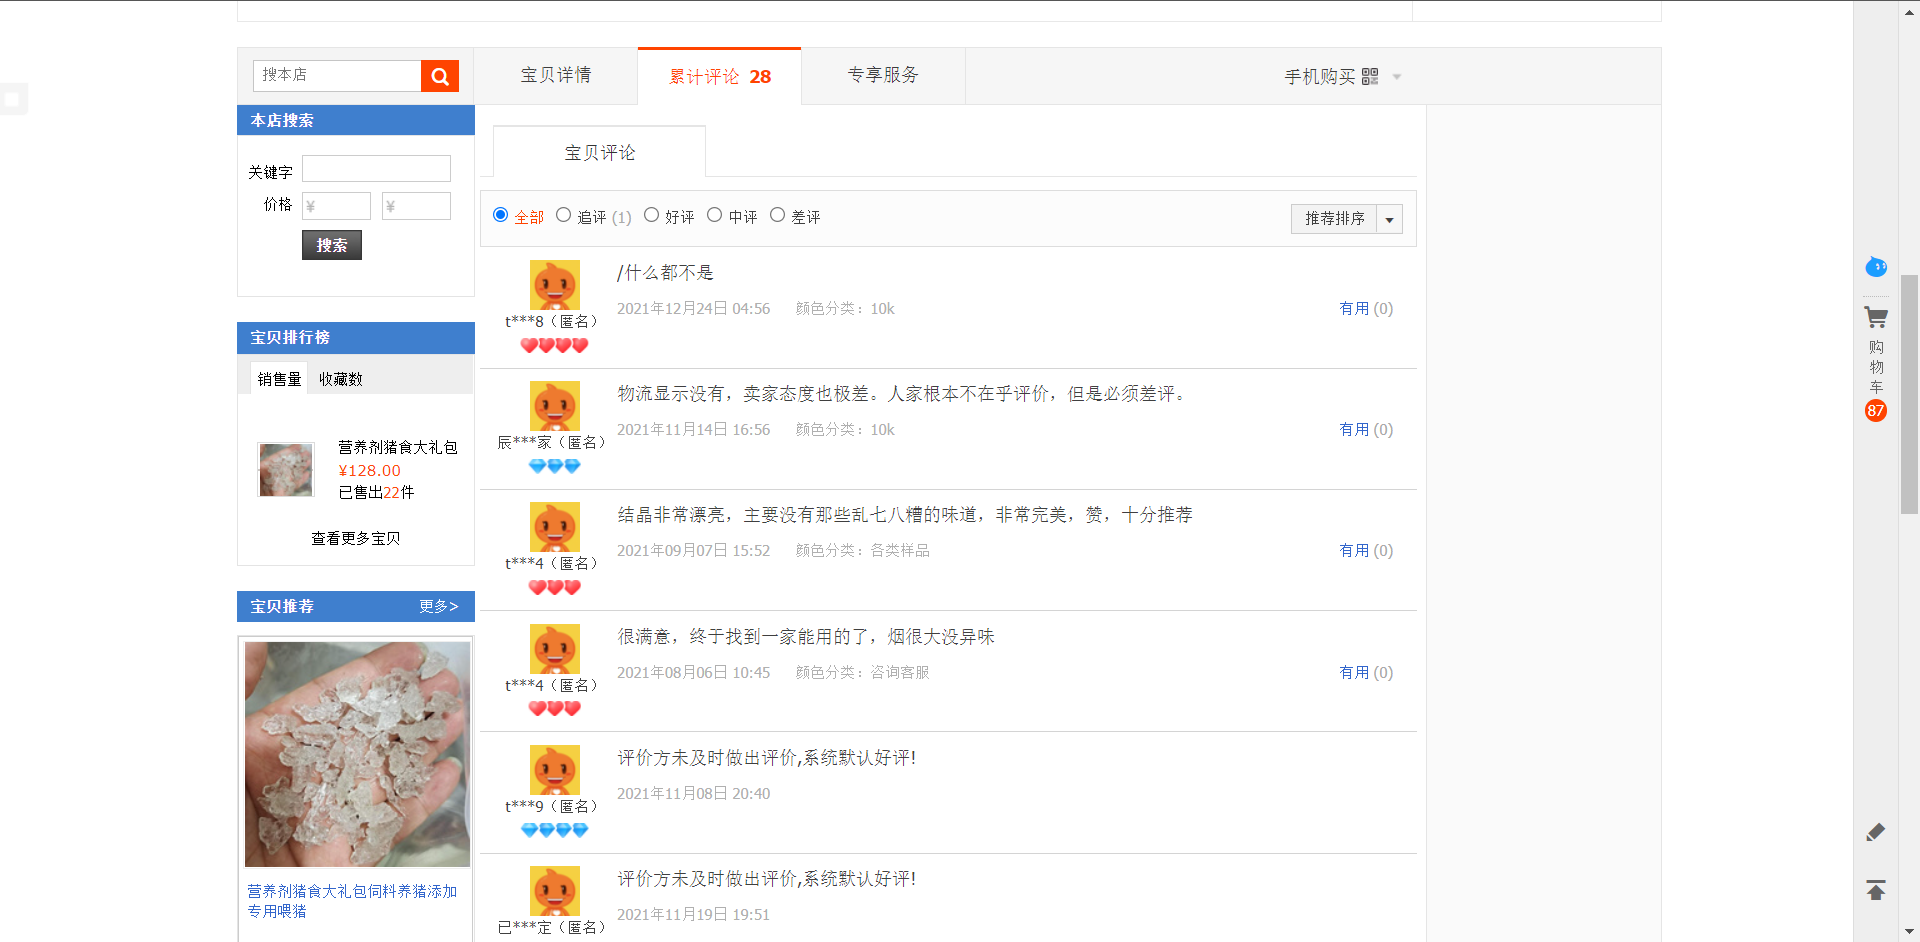 搜本店
宝贝详情
累计评论 28
专享服务
手机购买
本店搜索
关键字
价格 ¥ ¥
搜索
宝贝排行榜
销售量 收藏数
营养剂猪食大礼包
¥128.00
已售出22件
查看更多宝贝
宝贝推荐 更多>
营养剂猪食大礼包饲料养猪添加
专用喂猪
宝贝评论
全部 追评 (1) 好评 中评 差评
推荐排序
/什么都不是
2021年12月24日 04:56 颜色分类：10k 有用 (0)
t***8（匿名）
物流显示没有，卖家态度也极差。人家根本不在乎评价，但是必须差评。
2021年11月14日 16:56 颜色分类：10k 有用 (0)
辰***家（匿名）
结晶非常漂亮，主要没有那些乱七八糟的味道，非常完美，赞，十分推荐
2021年09月07日 15:52 颜色分类：各类样品 有用 (0)
t***4（匿名）
很满意，终于找到一家能用的了，烟很大没异味
2021年08月06日 10:45 颜色分类：咨询客服 有用 (0)
t***4（匿名）
评价方未及时做出评价,系统默认好评!
2021年11月08日 20:40
t***9（匿名）
评价方未及时做出评价,系统默认好评!
2021年11月19日 19:51
已***定（匿名）
购
物
车
87